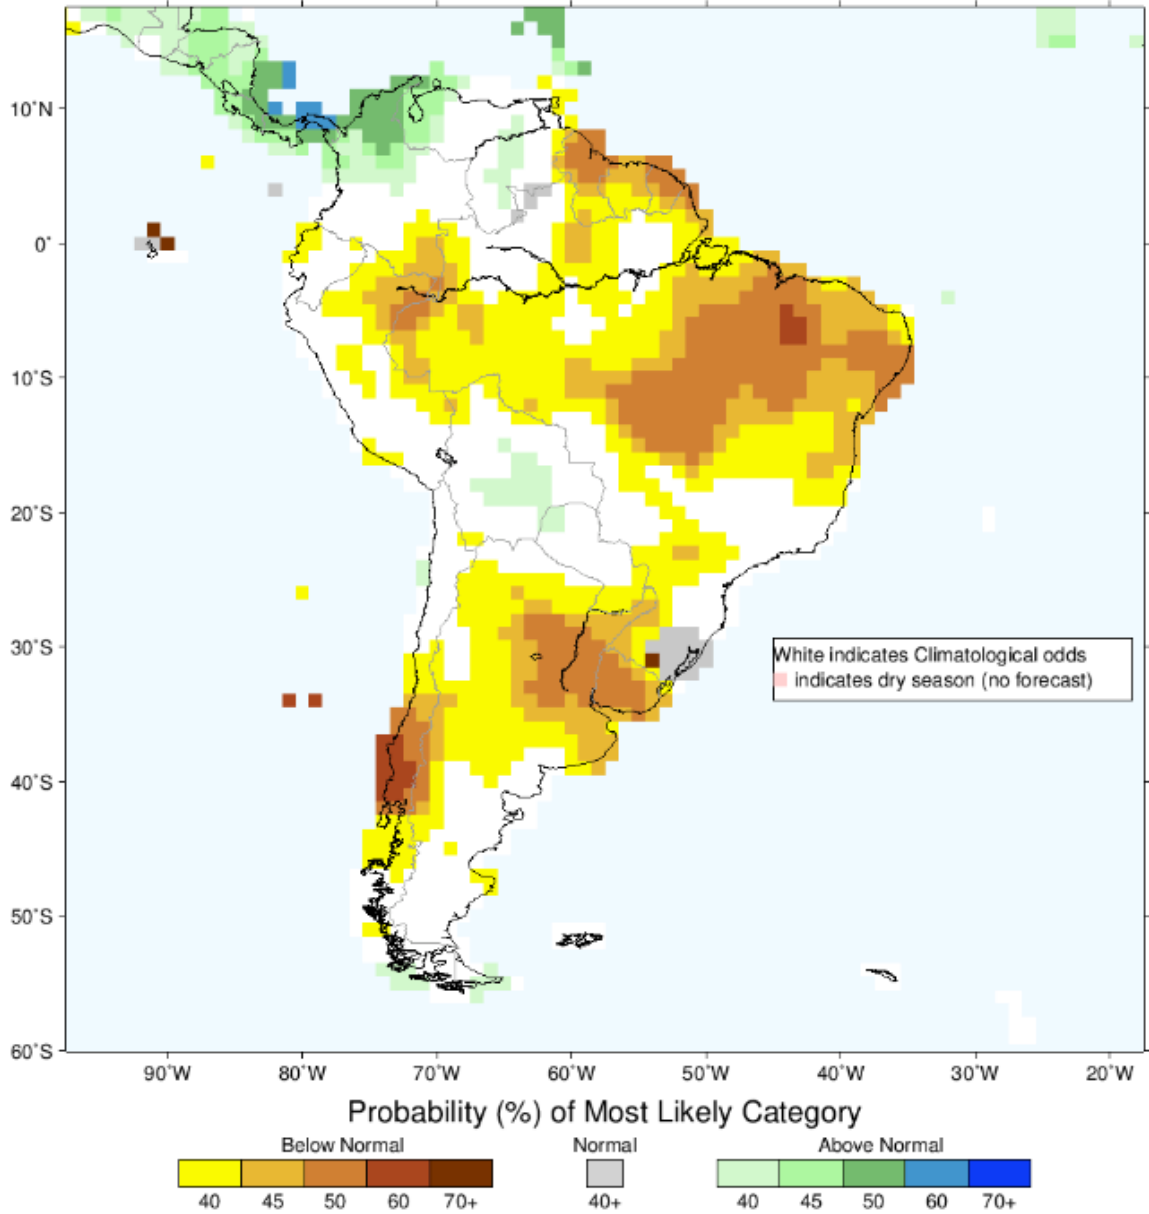 10°N
0°
10°S
20°S
30°S
40°S
50°S
60°S
White indicates Climatological odds
indicates dry season (no forecast)
90°W 80°W 70°W 60°W 50°W 40°W 30°W 20°W
Probability (%) of Most Likely Category
Below Normal Normal Above Normal
40 45 50 60 70+ 40+ 40 45 50 60 70+